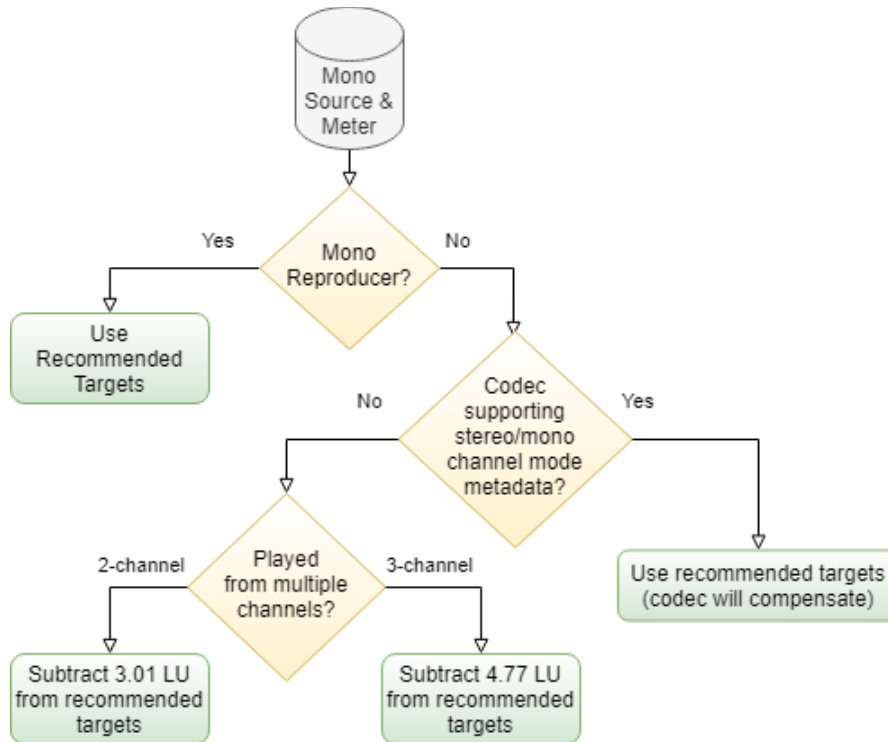 Mono
Source &
Meter
Yes
No
Mono
Reproducer?
Use
Recommended
Targets
No
Yes
Codec
supporting
stereo/mono
channel mode
metadata?
2-channel
3-channel
Played
from multiple
channels?
Use recommended targets
(codec will compensate)
Subtract 3.01 LU
from recommended
targets
Subtract 4.77 LU
from recommended
targets